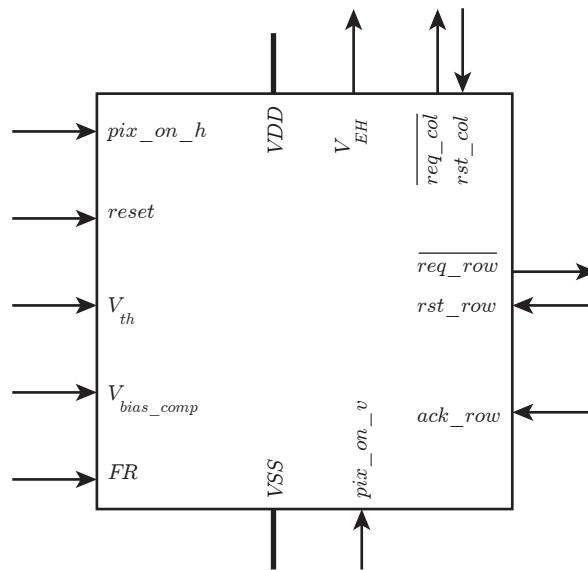 VDD
V_EH
req_col
rst_col
pix_on_h
reset
req_row
V_th
rst_row
V_bias_comp
ack_row
FR
VSS
pix_on_v